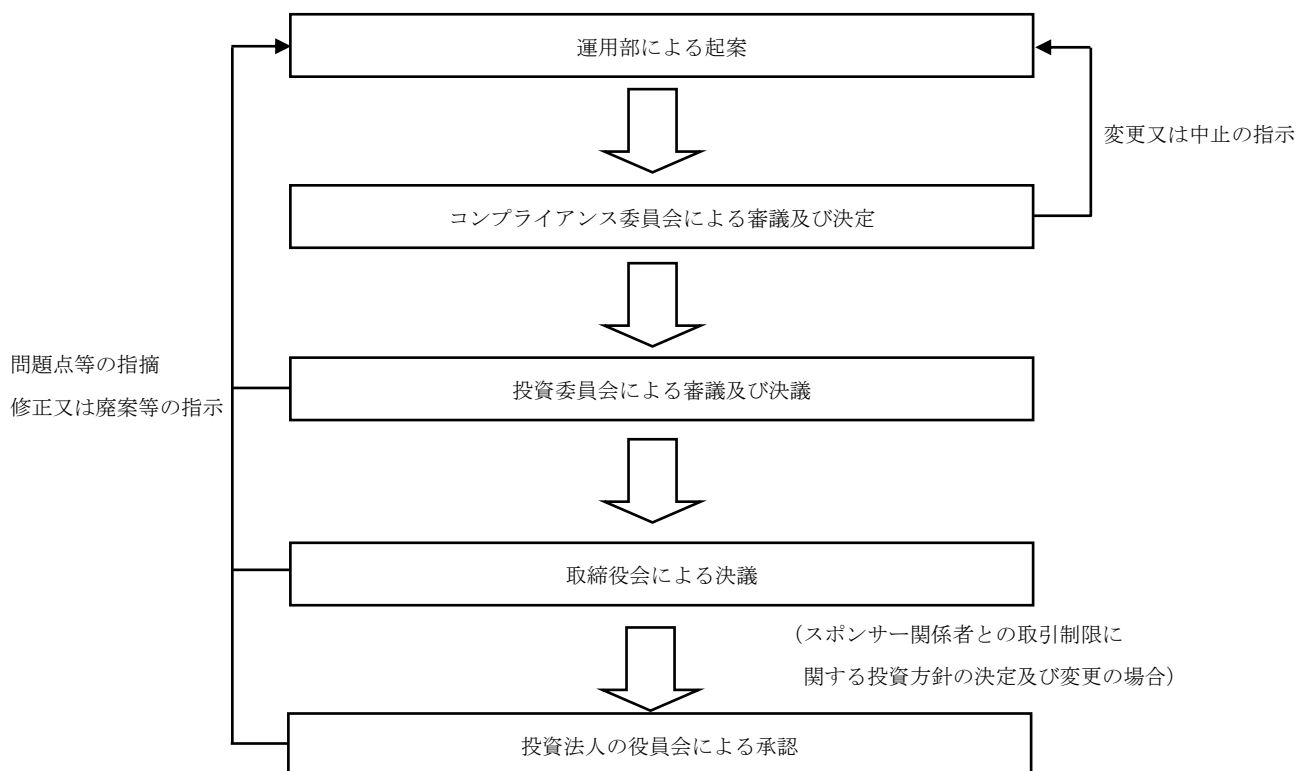 運用部による起案
変更又は中止の指示
コンプライアンス委員会による審議及び決定
問題点等の指摘
修正又は廃案等の指示
投資委員会による審議及び決議
取締役会による決議
（スポンサー関係者との取引制限に
関する投資方針の決定及び変更の場合）
投資法人の役員会による承認